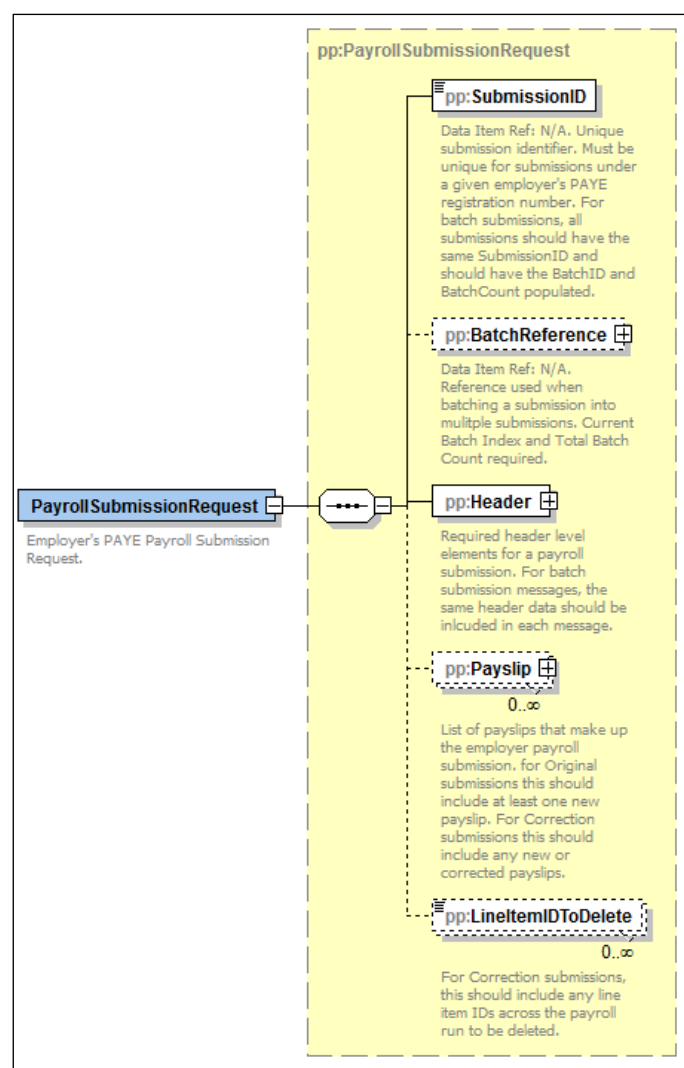 pp:PayrollSubmissionRequest
pp:SubmissionID
Data Item Ref: N/A. Unique
submission identifier. Must be
unique for submissions under
a given employer's PAYE
registration number. For
batch submissions, all
submissions should have the
same SubmissionID and
should have the BatchID and
BatchCount populated.
pp:BatchReference
Data Item Ref: N/A.
Reference used when
batching a submission into
mulitple submissions. Current
Batch Index and Total Batch
Count required.
PayrollSubmissionRequest
Employer's PAYE Payroll Submission
Request.
pp:Header
Required header level
elements for a payroll
submission. For batch
submission messages, the
same header data should be
inlcuded in each message.
pp:Payslip
0..∞
List of payslips that make up
the employer payroll
submission. for Original
submissions this should
include at least one new
payslip. For Correction
submissions this should
include any new or
corrected payslips.
pp:LineItemIDToDelete
0..∞
For Correction submissions,
this should include any line
item IDs across the payroll
run to be deleted.